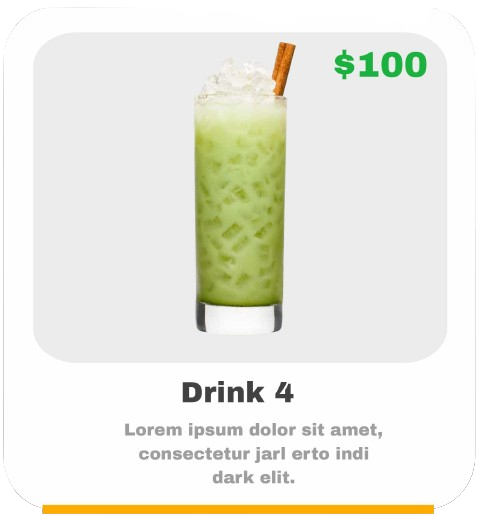 $100
Drink 4
Lorem ipsum dolor sit amet,
consectetur jarl erto indi
dark elit.